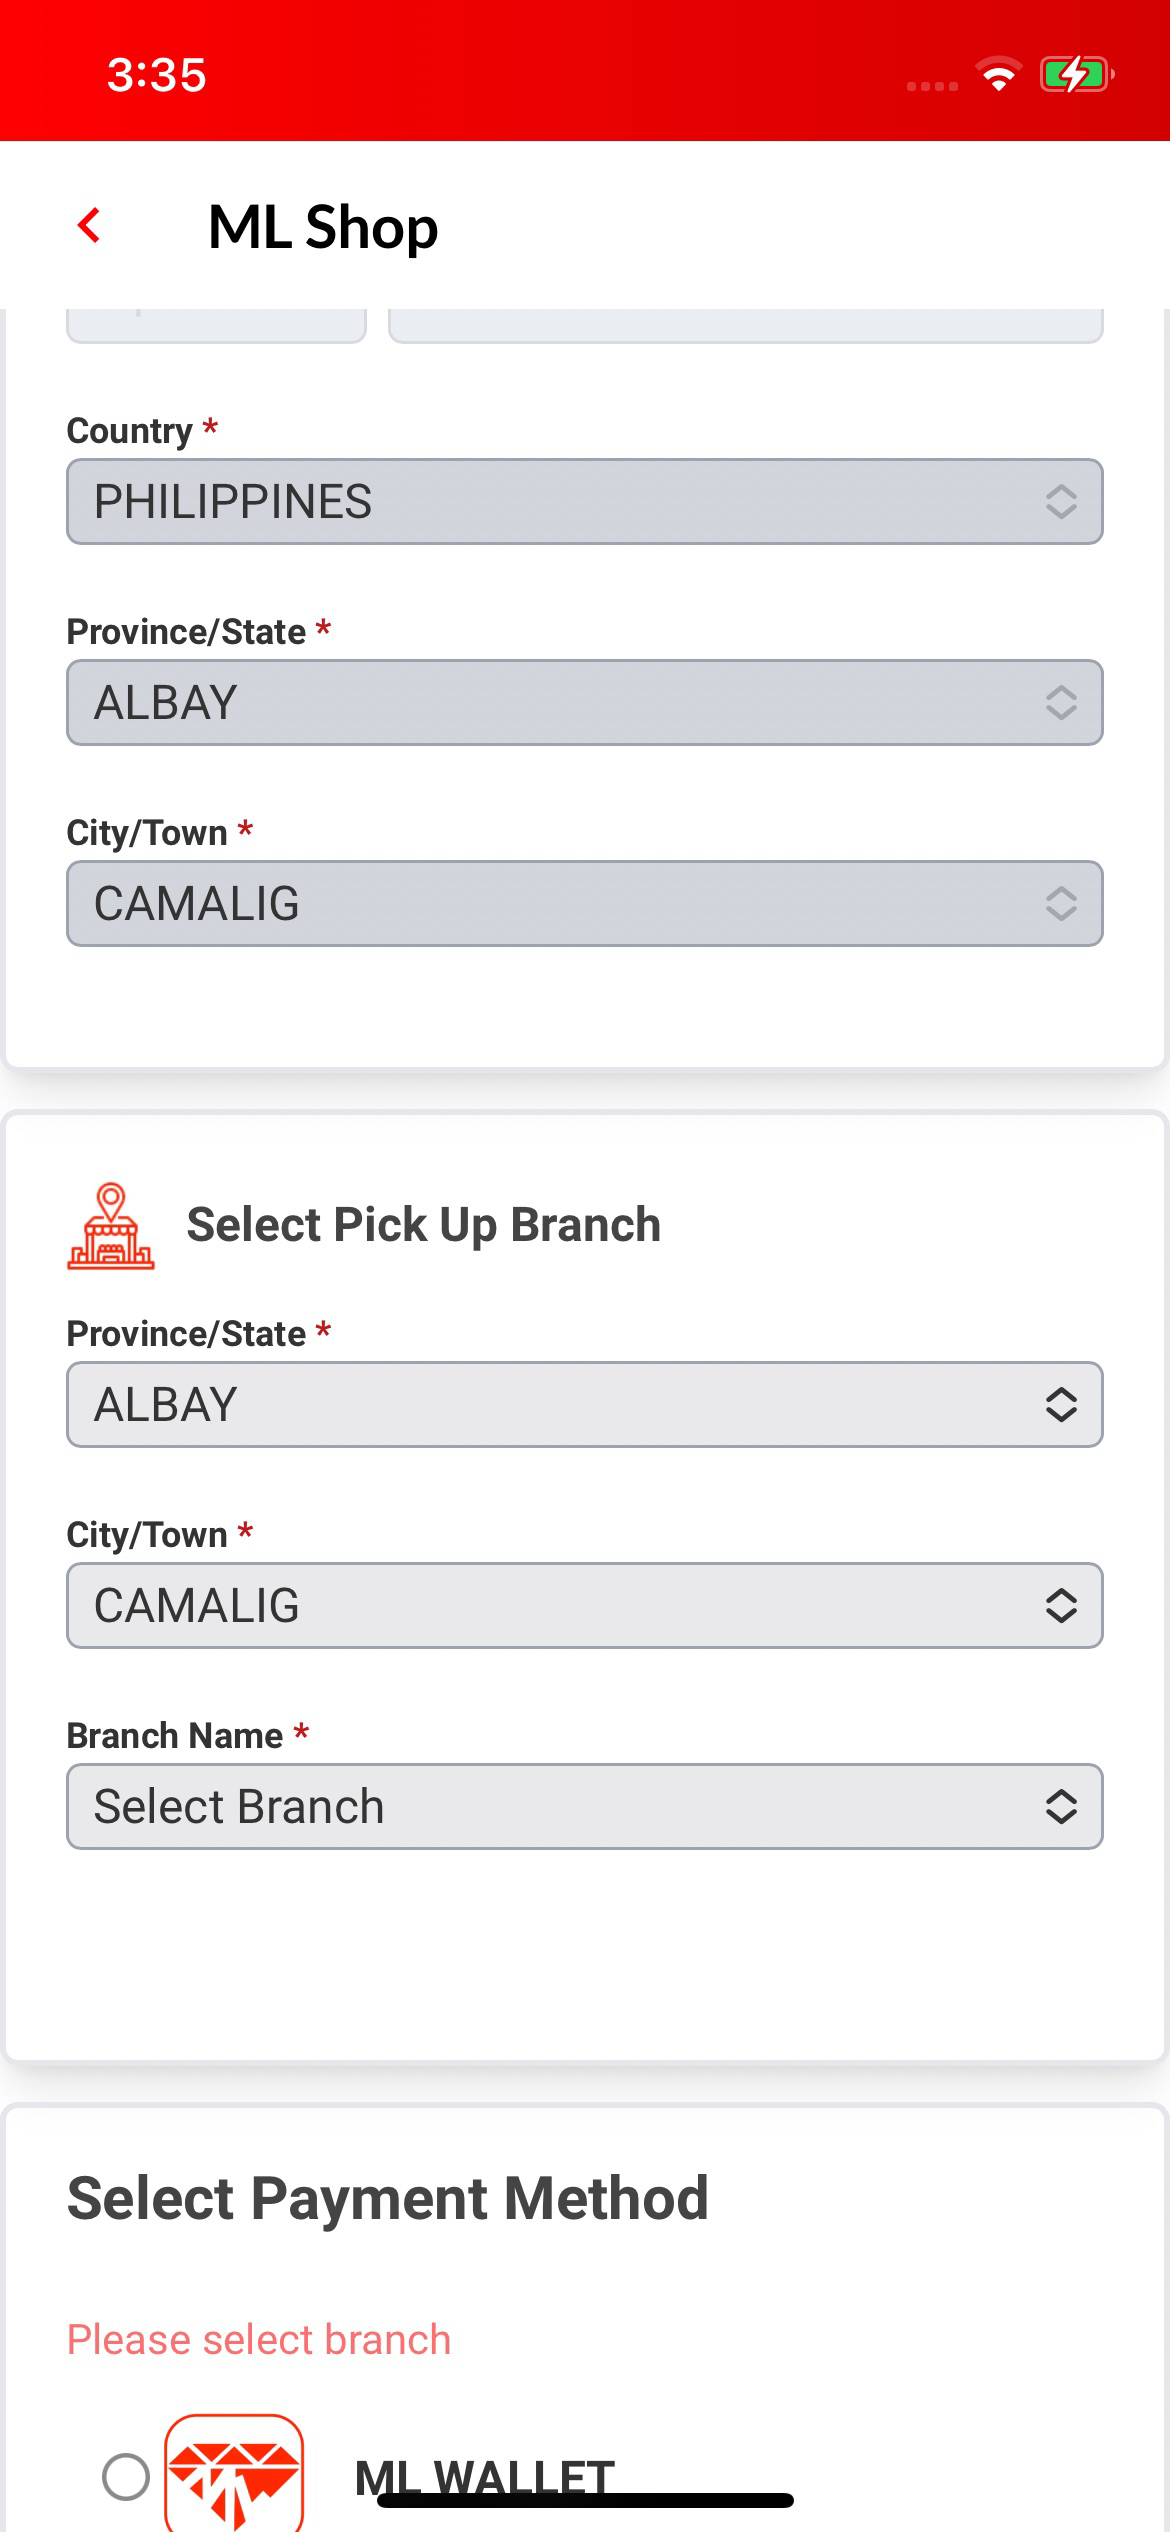 3:35
ML Shop
Country *
PHILIPPINES
Province/State *
ALBAY
City/Town *
CAMALIG
Select Pick Up Branch
Province/State *
ALBAY
City/Town *
CAMALIG
Branch Name *
Select Branch
Select Payment Method
Please select branch
ML WALLET